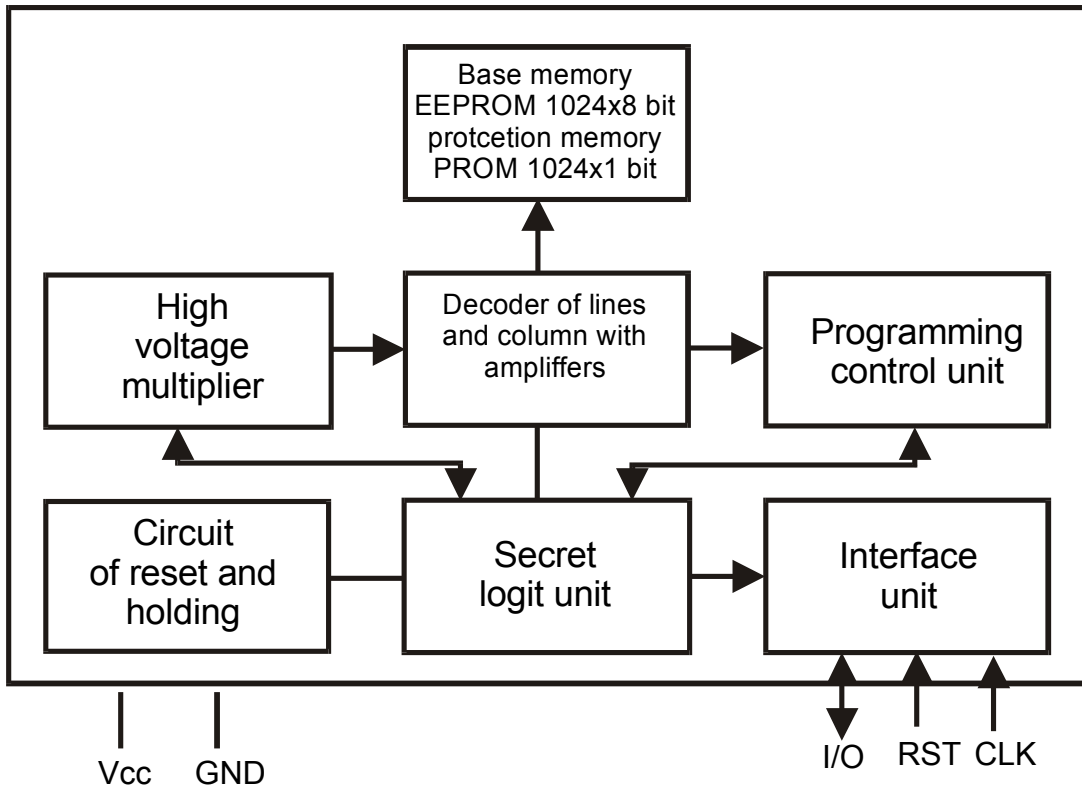 Base memory
EEPROM 1024x8 bit
protcetion memory
PROM 1024x1 bit
High
voltage
multiplier
Decoder of lines
and column with
ampliffers
Programming
control unit
Circuit
of reset and
holding
Secret
logit unit
Interface
unit
Vcc
GND
I/O
RST
CLK